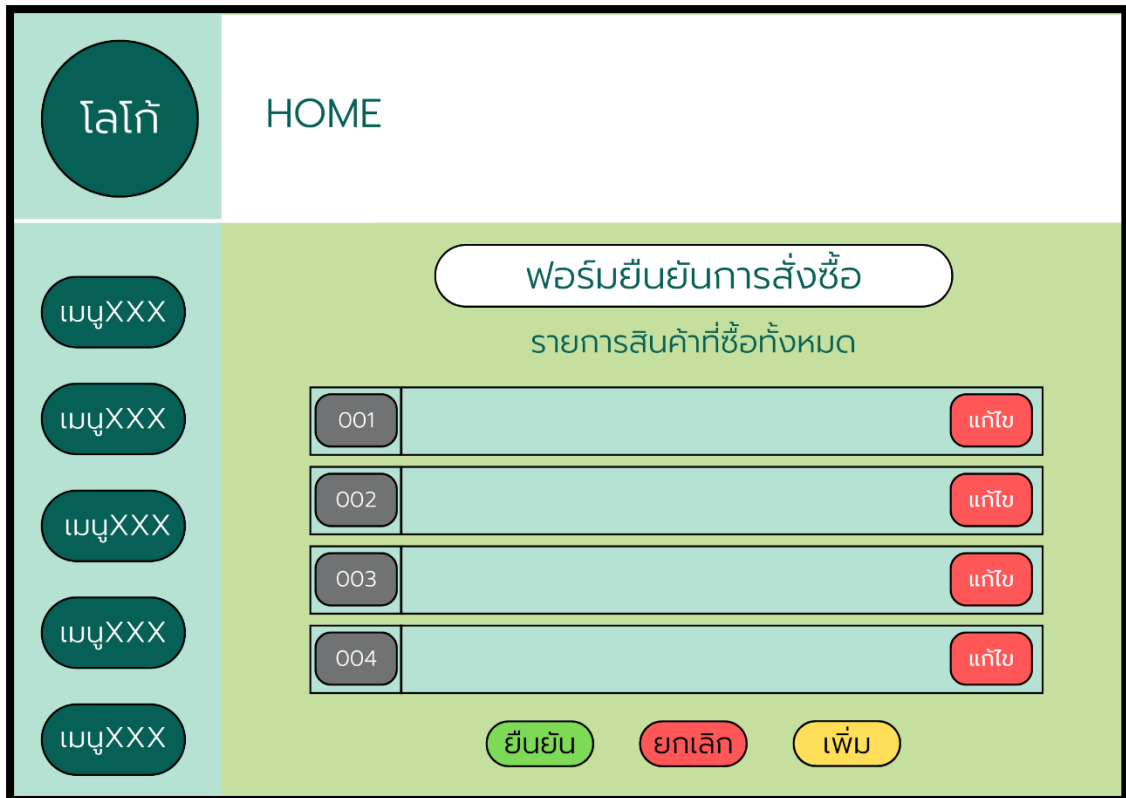 โลโก้
HOME
เมนูXXX
เมนูXXX
เมนูXXX
เมนูXXX
เมนูXXX
ฟอร์มยืนยันการสั่งซื้อ
รายการสินค้าที่ซื้อทั้งหมด
001 แก้ไข
002 แก้ไข
003 แก้ไข
004 แก้ไข
ยืนยัน ยกเลิก เพิ่ม